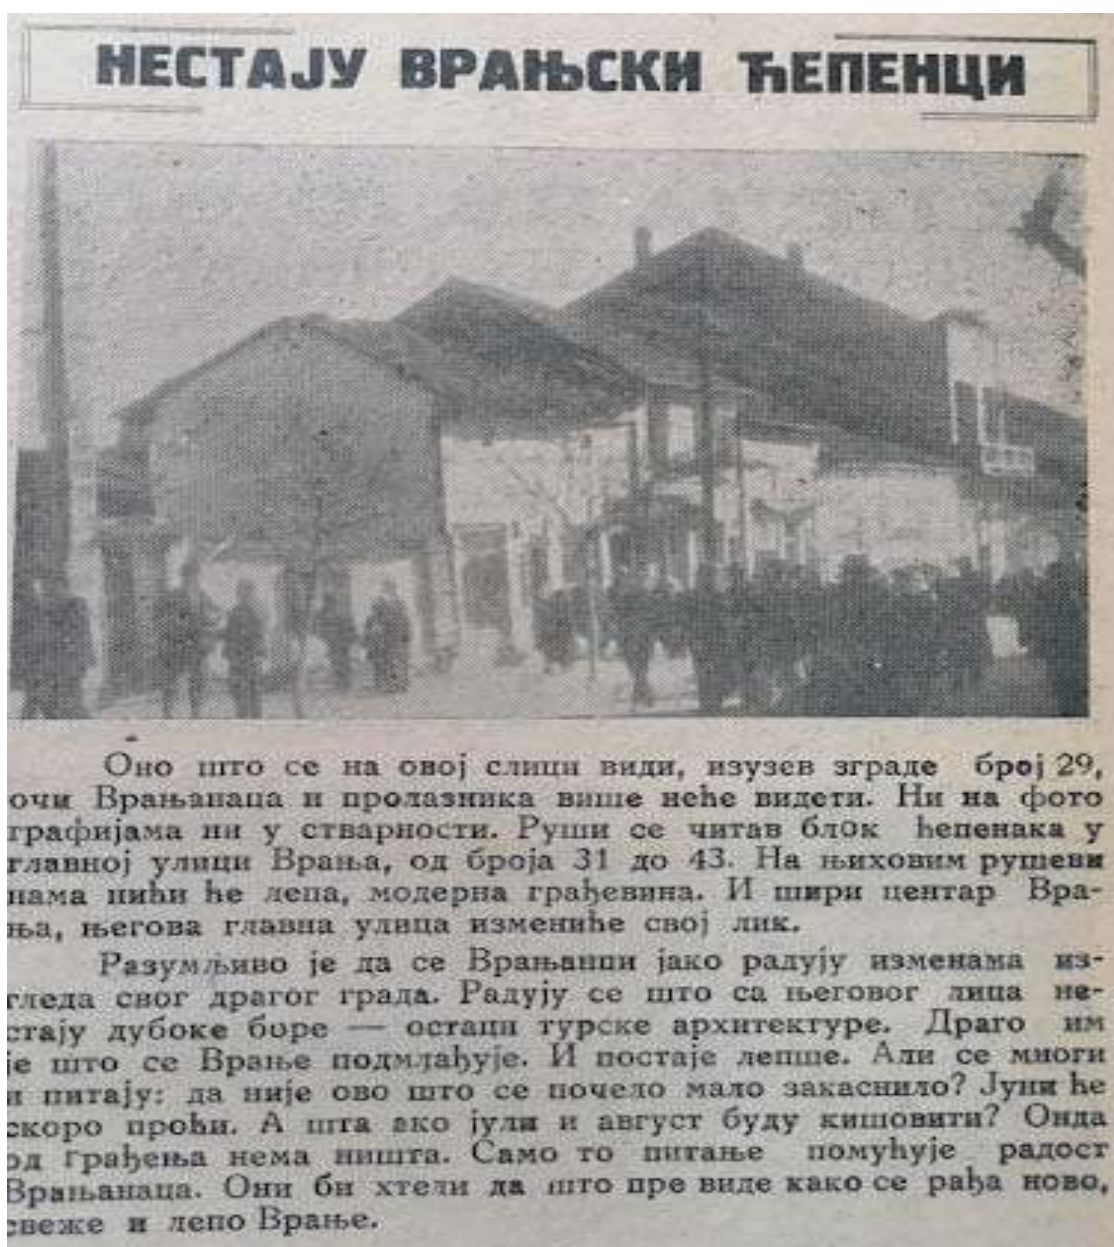 НЕСТАЈУ ВРАЊСКИ ЋЕПЕНЦИ
Оно што се на овој слици види, изузев зграде број 29,
очи Врањанаца и пролазника више неће видети. Ни на фото
графијама ни у стварности. Руши се читав блок ћепенака у
главној улици Врања, од броја 31 до 43. На њиховим рушеви
нама нићи ће лепа, модерна грађевина. И шири центар Вра-
ња, његова главна улица измениће свој лик.
Разумљиво је да се Врањанци јако радују изменама из-
гледа свог драгог града. Радују се што са његовог лица не-
стају дубоке боре — остаци турске архитектуре. Драго им
је што се Врање подмлађује. И постаје лепше. Али се многи
и питају: да није ово што се почело мало закаснило? Јуни ће
скоро проћи. А шта ако јули и август буду кишовити? Онда
од грађења нема ништа. Само то питање помућује радост
Врањанаца. Они би хтели да што пре виде како се рађа ново,
свеже и лепо Врање.